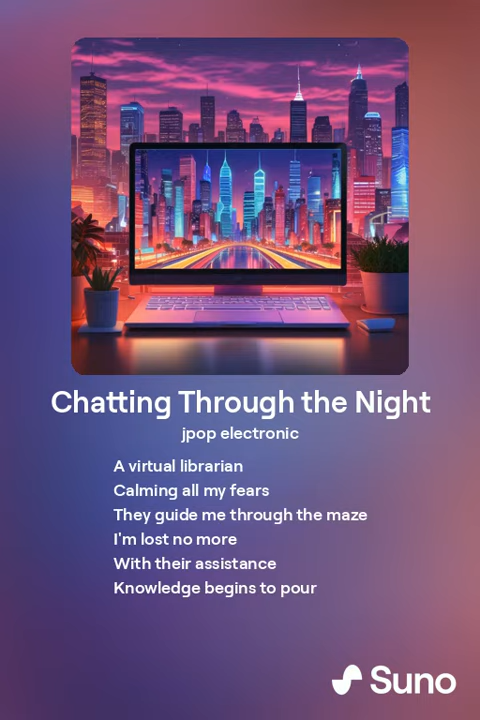 Chatting Through the Night
jpop electronic
A virtual librarian
Calming all my fears
They guide me through the maze
I'm lost no more
With their assistance
Knowledge begins to pour
Suno